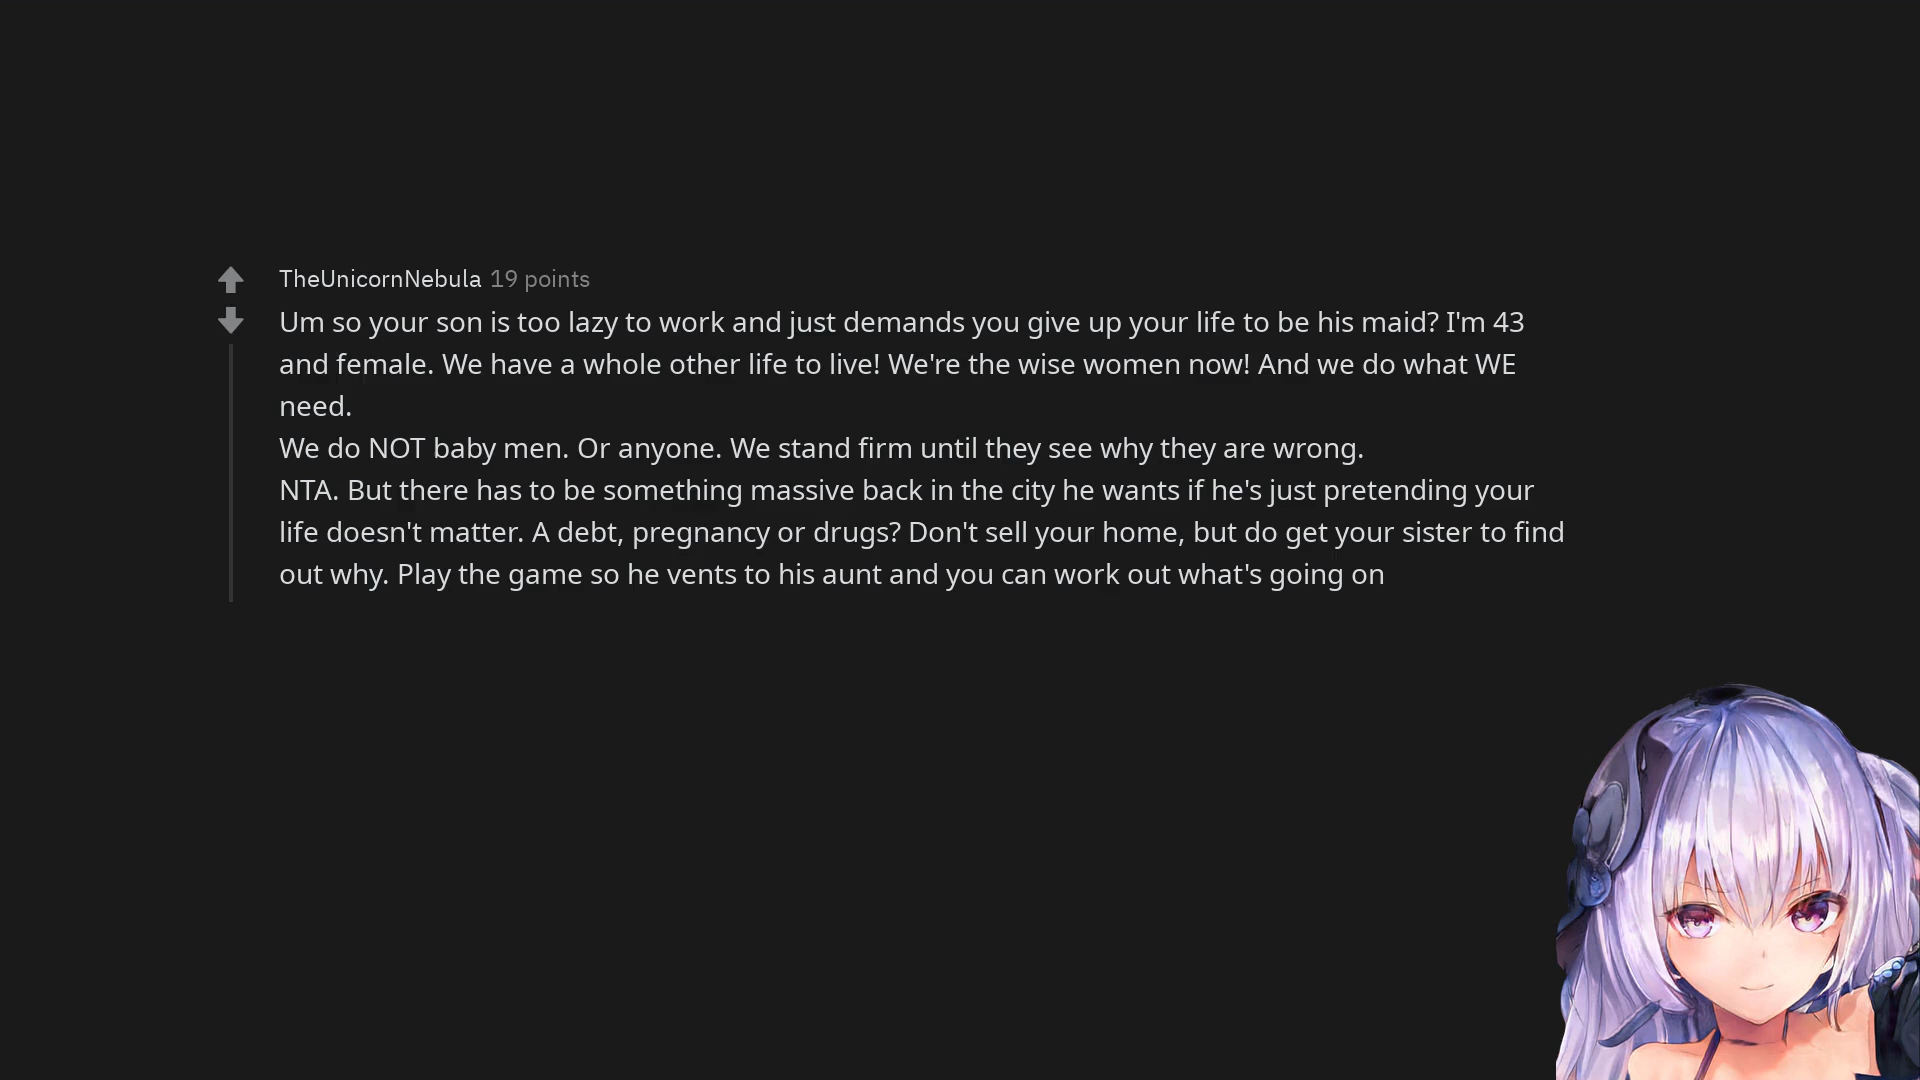 TheUnicornNebula 19 points
Um so your son is too lazy to work and just demands you give up your life to be his maid? I'm 43
and female. We have a whole other life to live! We're the wise women now! And we do what WE
need.
We do NOT baby men. Or anyone. We stand firm until they see why they are wrong.
NTA. But there has to be something massive back in the city he wants if he's just pretending your
life doesn't matter. A debt, pregnancy or drugs? Don't sell your home, but do get your sister to find
out why. Play the game so he vents to his aunt and you can work out what's going on